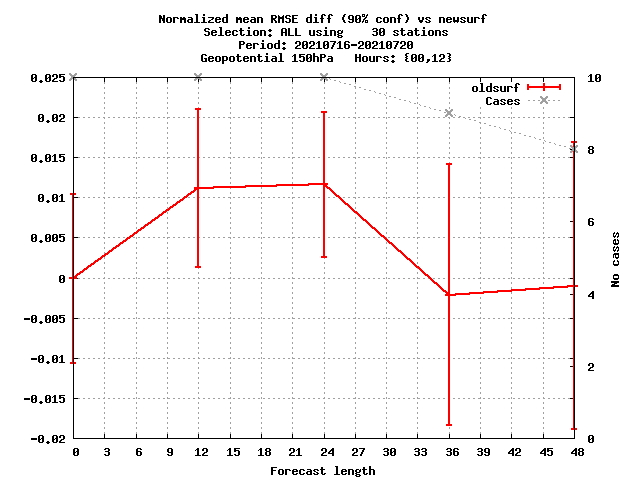 Normalized mean RMSE diff (90% conf) vs newsurf
Selection: ALL using    30 stations
Period: 20210716-20210720
Geopotential 150hPa   Hours: {00,12}
oldsurf
Cases
0.025
0.02
0.015
0.01
0.005
0
-0.005
-0.01
-0.015
-0.02
10
8
6
4
2
0
No cases
0 3 6 9 12 15 18 21 24 27 30 33 36 39 42 45 48
Forecast length